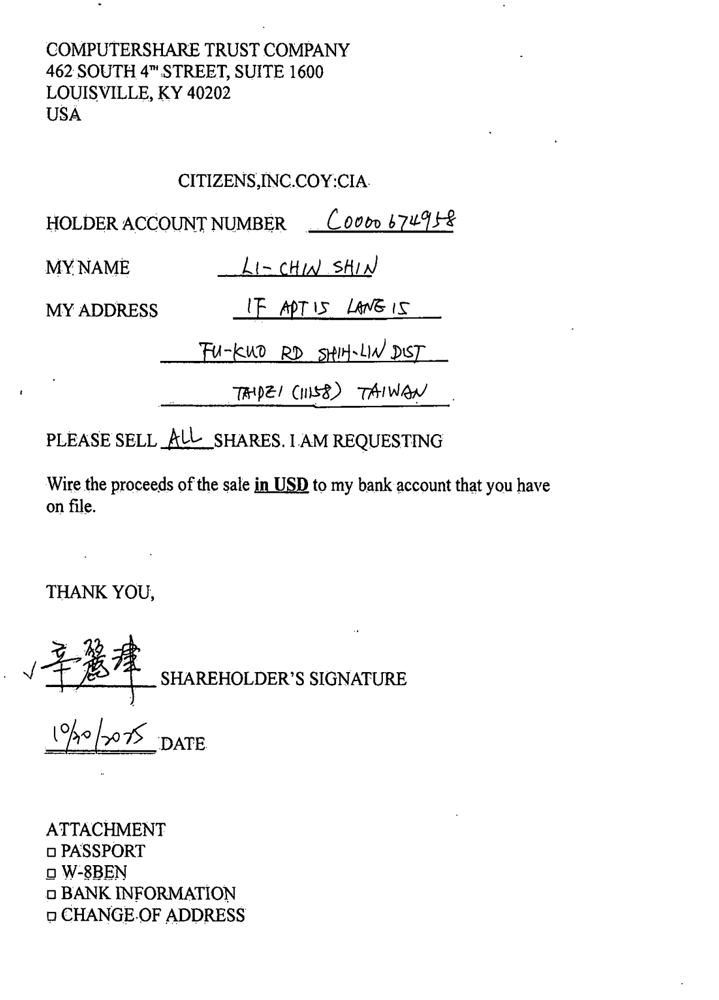 COMPUTERSHARE TRUST COMPANY
462 SOUTH 4TH STREET, SUITE 1600
LOUISVILLE, KY 40202
USA
CITIZENS,INC.COY:CIA
HOLDER ACCOUNT NUMBER C0000674958
MY NAME LI-CHIN SHIN
MY ADDRESS 1F APT 15 LANE 15
FU-KUO RD SHIH-LIN DIST
TAIPEI (11158) TAIWAN
PLEASE SELL ALL SHARES. I AM REQUESTING
Wire the proceeds of the sale in USD to my bank account that you have
on file.
THANK YOU,
✓ 辛麗津 SHAREHOLDER'S SIGNATURE
10/30/2025 DATE
ATTACHMENT
□ PASSPORT
□ W-8BEN
□ BANK INFORMATION
□ CHANGE OF ADDRESS